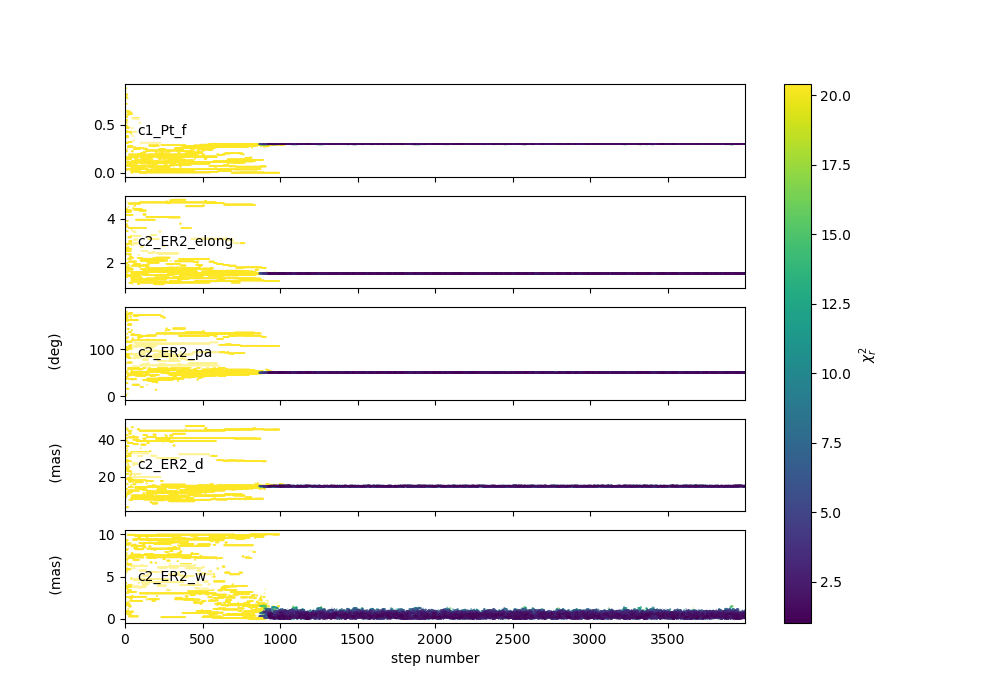 0.5
c1_Pt_f
0.0
4
c2_ER2_elong
2
(deg)
100
c2_ER2_pa
0
(mas)
40
c2_ER2_d
20
(mas)
10
5
c2_ER2_w
0
0 500 1000 1500 2000 2500 3000 3500
step number
20.0
17.5
15.0
12.5
10.0
7.5
5.0
2.5
χ²ᵣ